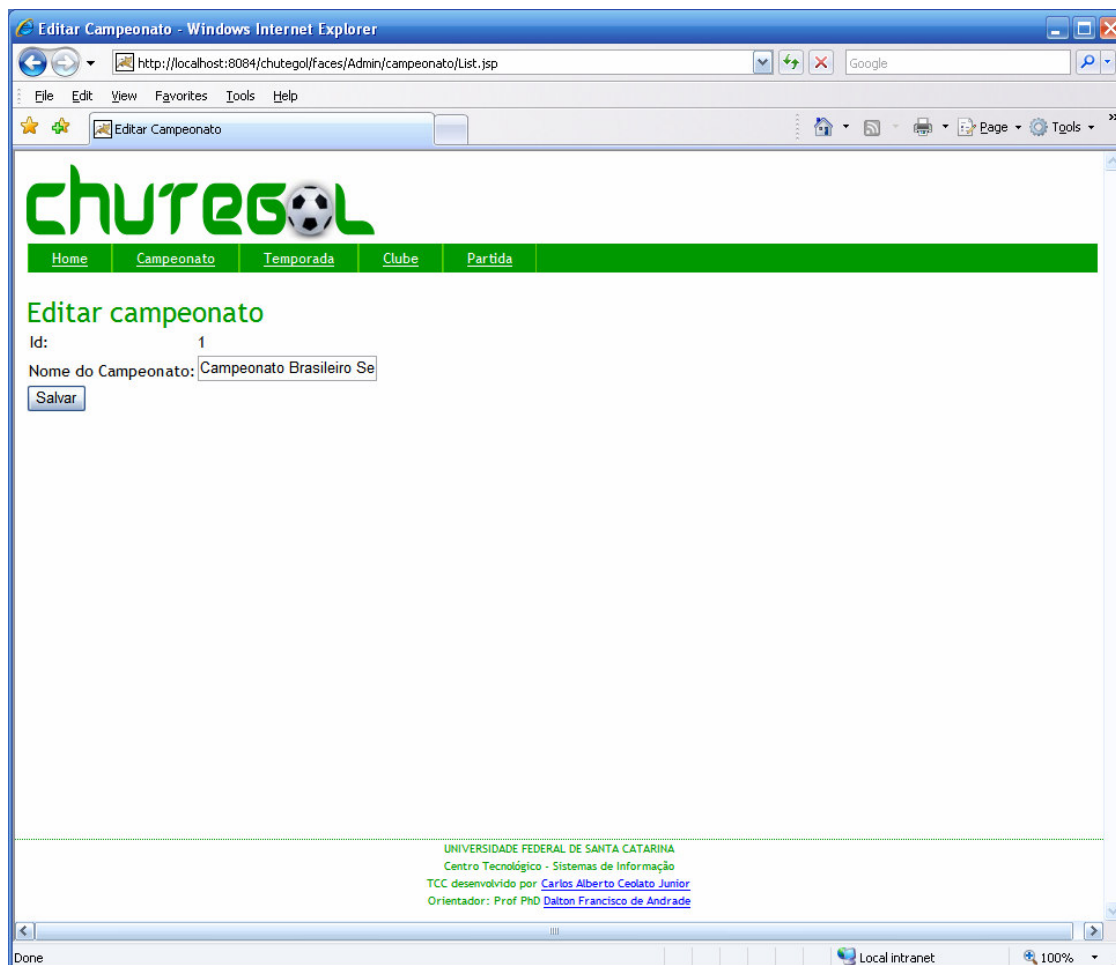 Editar Campeonato - Windows Internet Explorer
http://localhost:8084/chutegol/faces/Admin/campeonato/List.jsp
Google
File Edit View Favorites Tools Help
Editar Campeonato
Page Tools »
chutegol
Home Campeonato Temporada Clube Partida
Editar campeonato
Id: 1
Nome do Campeonato: Campeonato Brasileiro Se
Salvar
UNIVERSIDADE FEDERAL DE SANTA CATARINA
Centro Tecnológico - Sistemas de Informação
TCC desenvolvido por Carlos Alberto Ceolato Junior
Orientador: Prof PhD Dalton Francisco de Andrade
Done Local intranet 100%